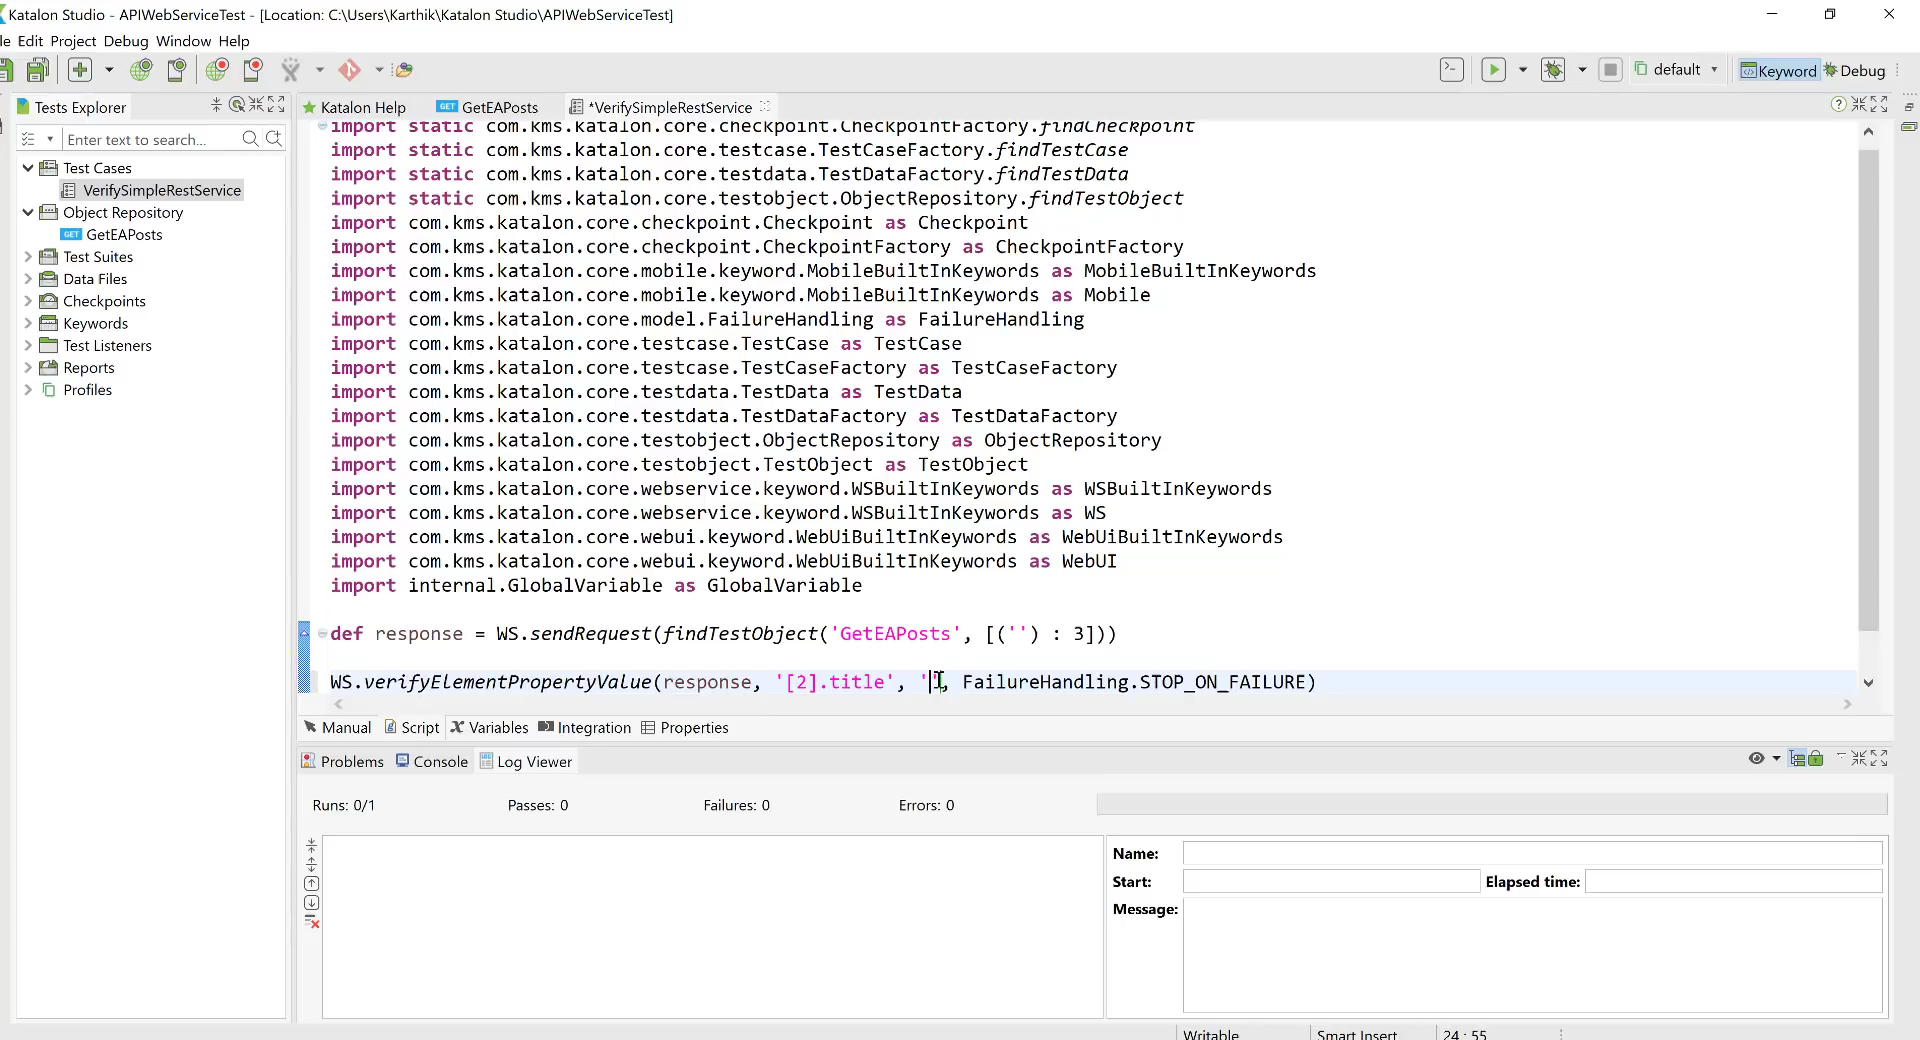 Katalon Studio - APIWebServiceTest - [Location: C:\Users\Karthik\Katalon Studio\APIWebServiceTest]
le Edit Project Debug Window Help
default
Keyword
Debug
Tests Explorer
Katalon Help
GET GetEAPosts
*VerifySimpleRestService
Enter text to search...
Test Cases
VerifySimpleRestService
Object Repository
GET GetEAPosts
Test Suites
Data Files
Checkpoints
Keywords
Test Listeners
Reports
Profiles
import static com.kms.katalon.core.checkpoint.CheckpointFactory.findCheckpoint
import static com.kms.katalon.core.testcase.TestCaseFactory.findTestCase
import static com.kms.katalon.core.testdata.TestDataFactory.findTestData
import static com.kms.katalon.core.testobject.ObjectRepository.findTestObject
import com.kms.katalon.core.checkpoint.Checkpoint as Checkpoint
import com.kms.katalon.core.checkpoint.CheckpointFactory as CheckpointFactory
import com.kms.katalon.core.mobile.keyword.MobileBuiltInKeywords as MobileBuiltInKeywords
import com.kms.katalon.core.mobile.keyword.MobileBuiltInKeywords as Mobile
import com.kms.katalon.core.model.FailureHandling as FailureHandling
import com.kms.katalon.core.testcase.TestCase as TestCase
import com.kms.katalon.core.testcase.TestCaseFactory as TestCaseFactory
import com.kms.katalon.core.testdata.TestData as TestData
import com.kms.katalon.core.testdata.TestDataFactory as TestDataFactory
import com.kms.katalon.core.testobject.ObjectRepository as ObjectRepository
import com.kms.katalon.core.testobject.TestObject as TestObject
import com.kms.katalon.core.webservice.keyword.WSBuiltInKeywords as WSBuiltInKeywords
import com.kms.katalon.core.webservice.keyword.WSBuiltInKeywords as WS
import com.kms.katalon.core.webui.keyword.WebUiBuiltInKeywords as WebUiBuiltInKeywords
import com.kms.katalon.core.webui.keyword.WebUiBuiltInKeywords as WebUI
import internal.GlobalVariable as GlobalVariable
def response = WS.sendRequest(findTestObject('GetEAPosts', [('') : 3]))
WS.verifyElementPropertyValue(response, '[2].title', '', FailureHandling.STOP_ON_FAILURE)
Manual
Script
Variables
Integration
Properties
Problems
Console
Log Viewer
Runs: 0/1
Passes: 0
Failures: 0
Errors: 0
Name:
Start:
Elapsed time:
Message:
Writable
Smart Insert
24 : 55